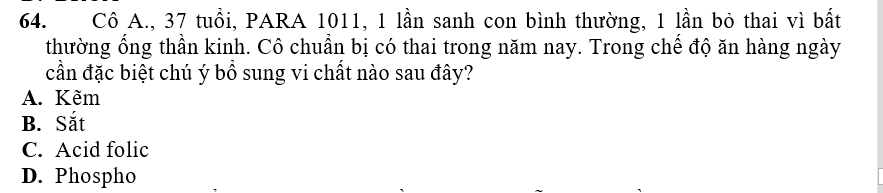 64. Cô A., 37 tuổi, PARA 1011, 1 lần sanh con bình thường, 1 lần bỏ thai vì bất
thường ống thần kinh. Cô chuẩn bị có thai trong năm nay. Trong chế độ ăn hàng ngày
cần đặc biệt chú ý bổ sung vi chất nào sau đây?
A. Kẽm
B. Sắt
C. Acid folic
D. Phospho